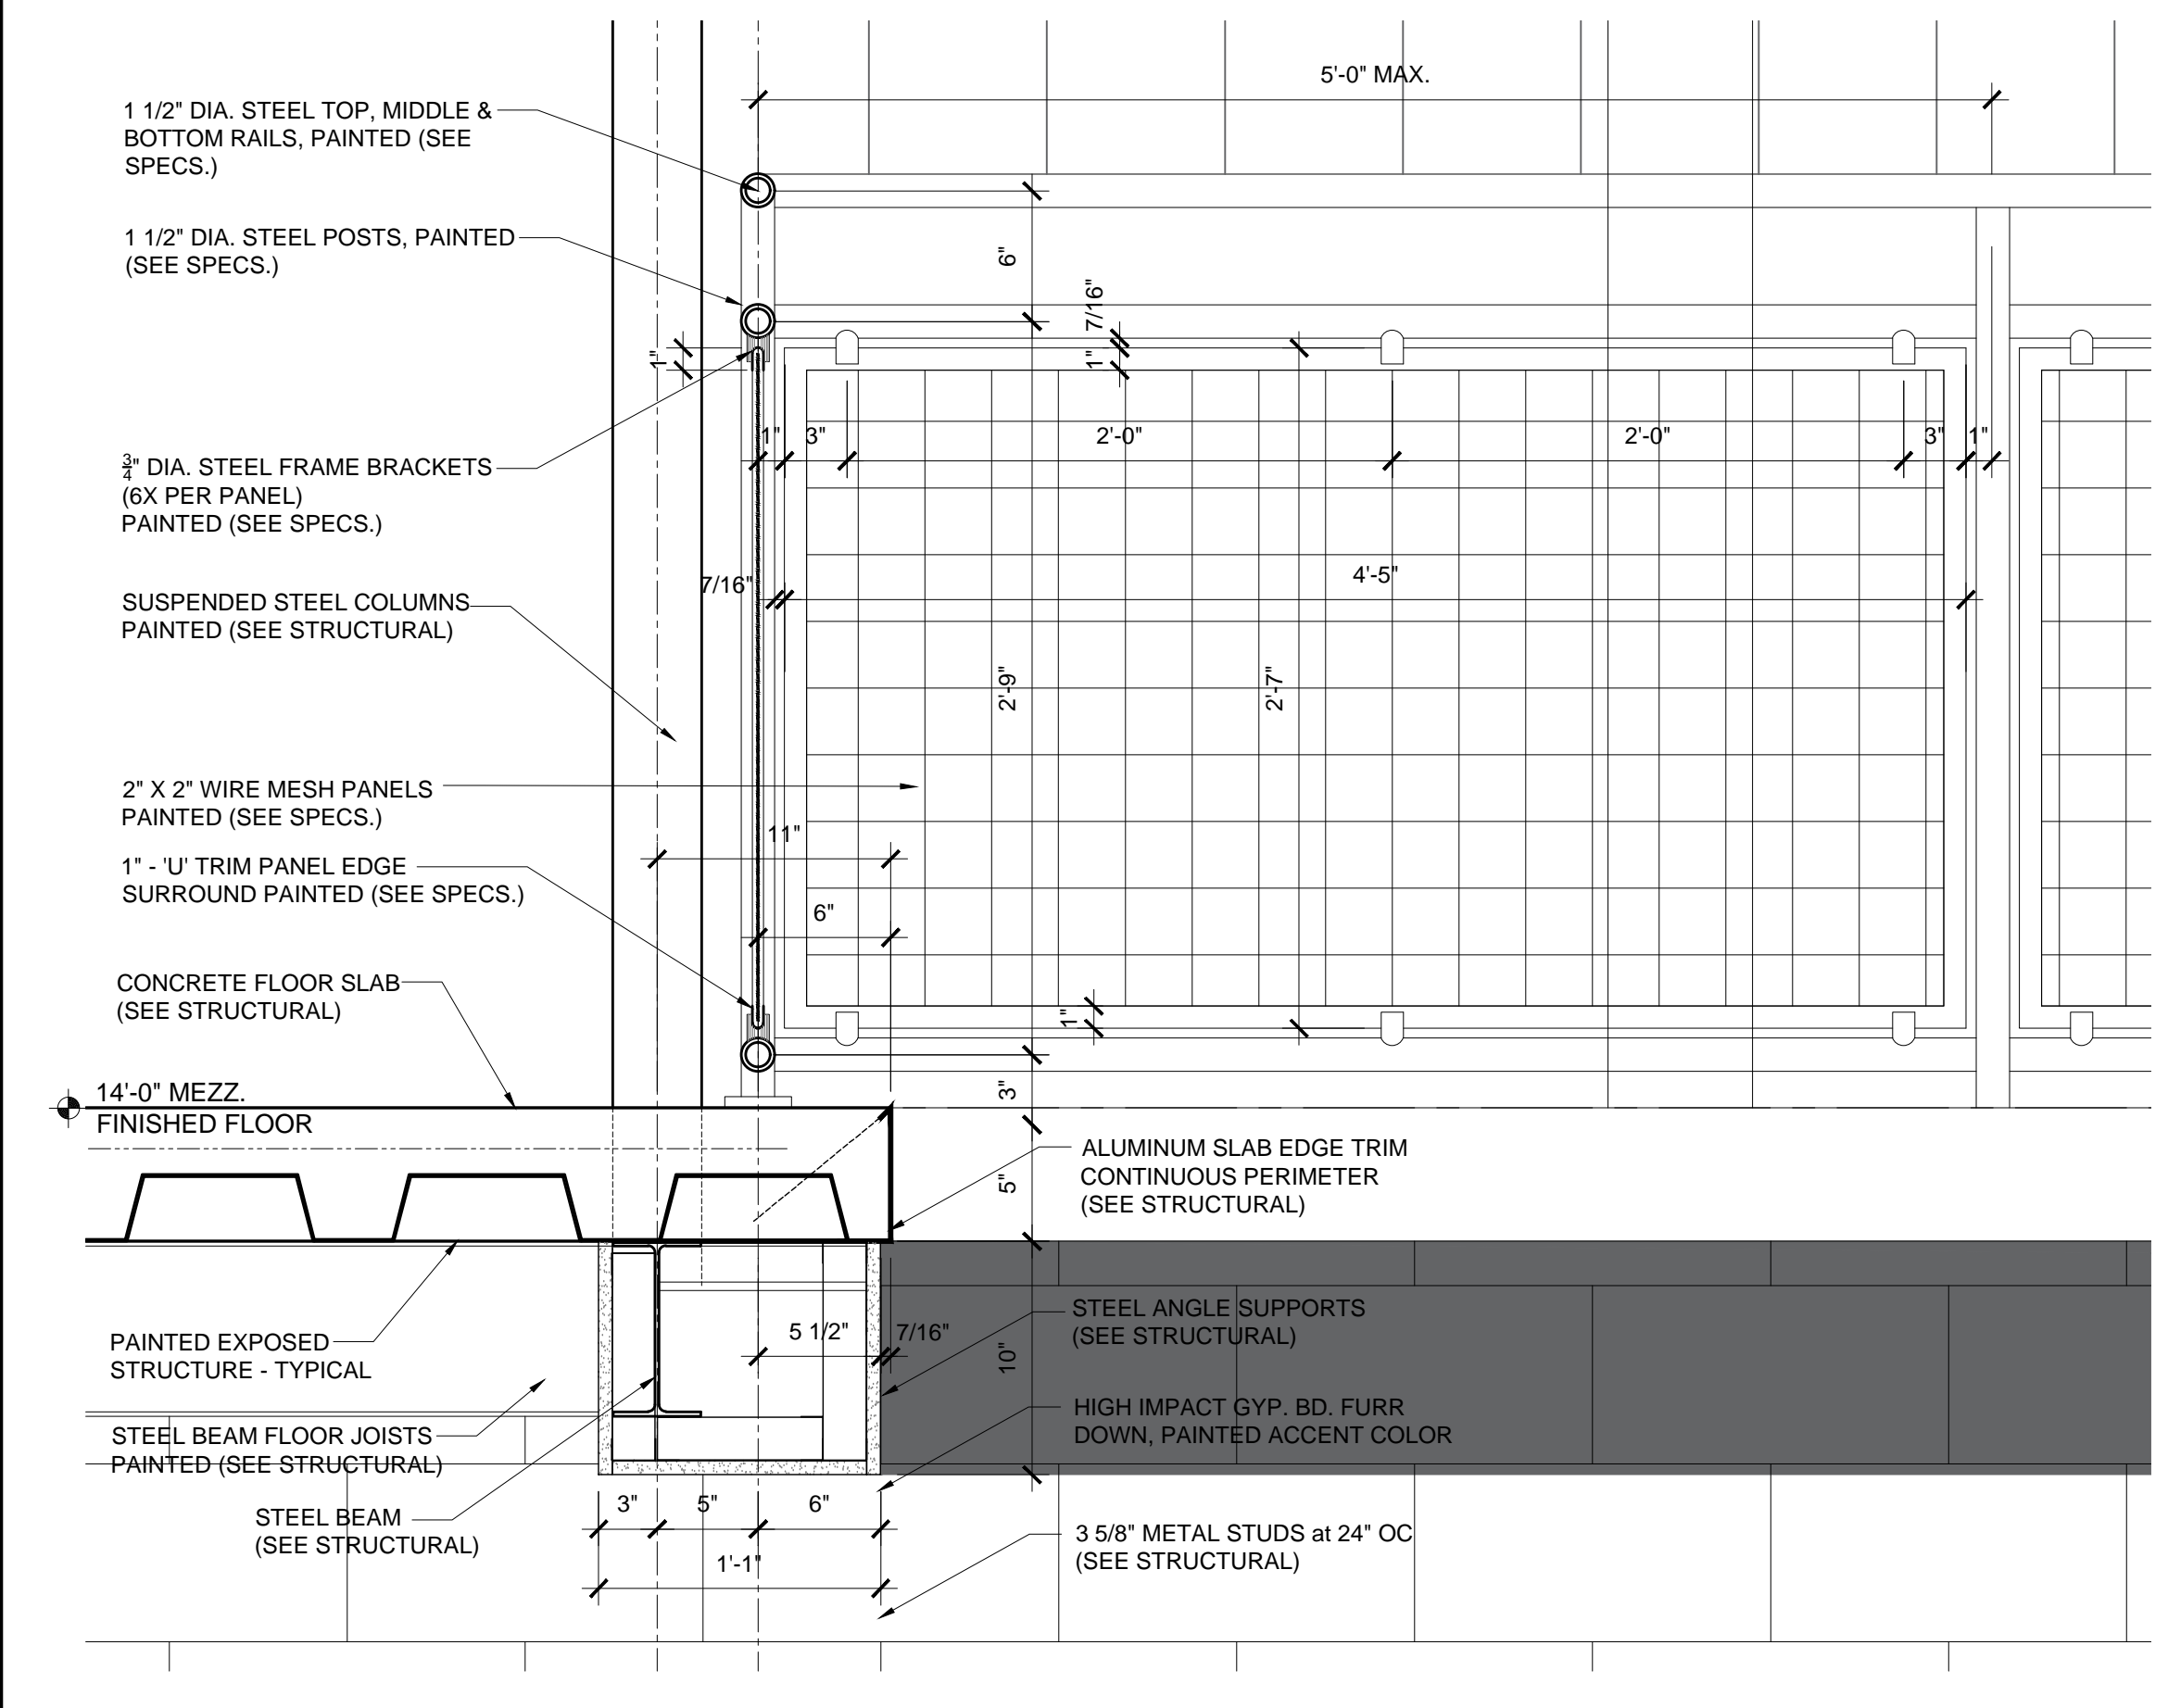 5'-0" MAX.
1 1/2" DIA. STEEL TOP, MIDDLE &
BOTTOM RAILS, PAINTED (SEE
SPECS.)
1 1/2" DIA. STEEL POSTS, PAINTED
(SEE SPECS.)
6"
7/16"
1"
1"
3/4" DIA. STEEL FRAME BRACKETS
(6X PER PANEL)
PAINTED (SEE SPECS.)
1" 3" 2'-0" 2'-0" 3" 1"
SUSPENDED STEEL COLUMNS
PAINTED (SEE STRUCTURAL)
7/16"
4'-5"
2'-9"
2'-7"
2" X 2" WIRE MESH PANELS
PAINTED (SEE SPECS.)
11"
1" - 'U' TRIM PANEL EDGE
SURROUND PAINTED (SEE SPECS.)
6"
CONCRETE FLOOR SLAB
(SEE STRUCTURAL)
1"
14'-0" MEZZ.
FINISHED FLOOR
3"
5"
ALUMINUM SLAB EDGE TRIM
CONTINUOUS PERIMETER
(SEE STRUCTURAL)
PAINTED EXPOSED
STRUCTURE - TYPICAL
5 1/2" 7/16"
10"
STEEL ANGLE SUPPORTS
(SEE STRUCTURAL)
HIGH IMPACT GYP. BD. FURR
DOWN, PAINTED ACCENT COLOR
STEEL BEAM FLOOR JOISTS
PAINTED (SEE STRUCTURAL)
STEEL BEAM
(SEE STRUCTURAL)
3" 5" 6"
1'-1"
3 5/8" METAL STUDS at 24" OC
(SEE STRUCTURAL)